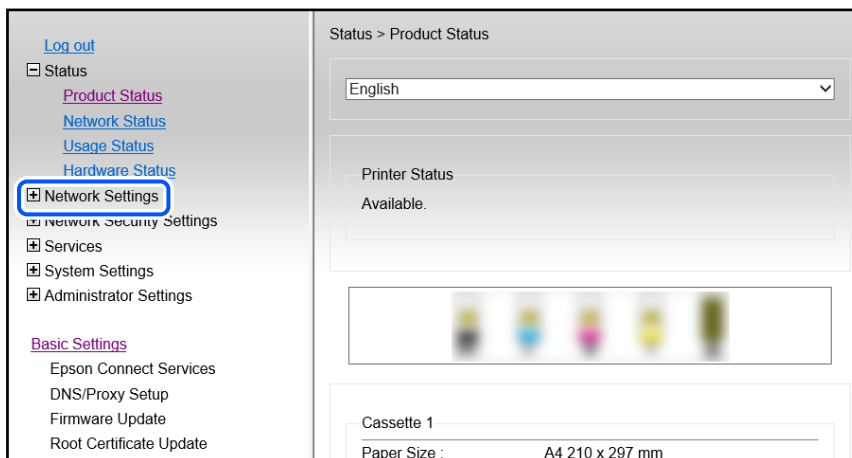 Log out
Status
Product Status
Network Status
Usage Status
Hardware Status
Network Settings
Network Security Settings
Services
System Settings
Administrator Settings
Basic Settings
Epson Connect Services
DNS/Proxy Setup
Firmware Update
Root Certificate Update
Status > Product Status
English
Printer Status
Available.
Cassette 1
Paper Size : A4 210 x 297 mm